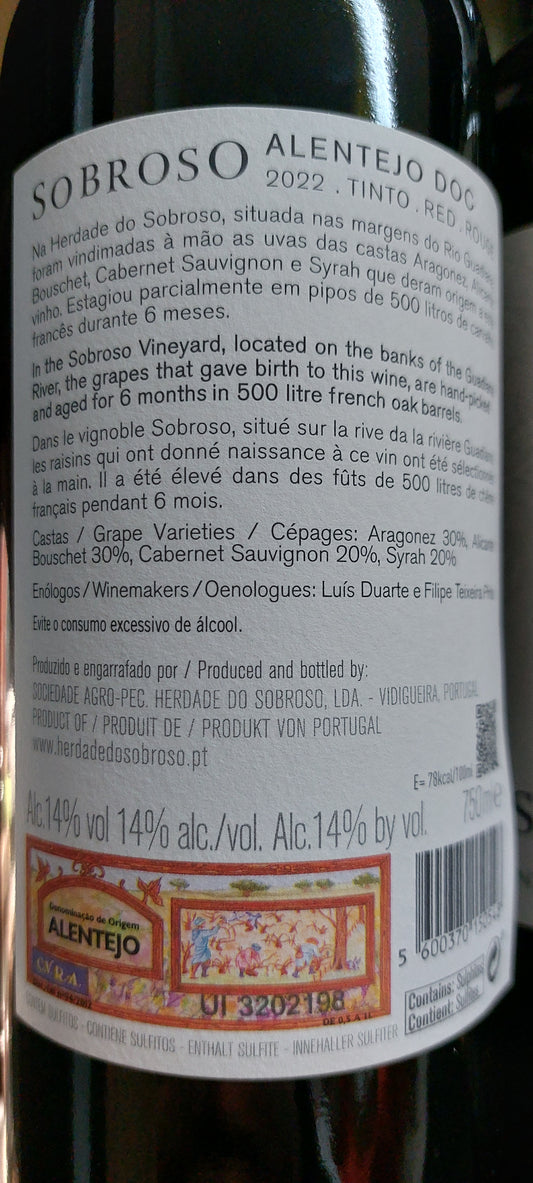 SOBROSO ALENTEJO DOC
2022 . TINTO . RED . ROUGE
Na Herdade do Sobroso, situada nas margens do Rio
foram vindimadas à mão as uvas das castas Aragonez,
Bouschet, Cabernet Sauvignon e Syrah que deram origem
vinho. Estagiou parcialmente em pipos de 500 litros de
francês durante 6 meses.
In the Sobroso Vineyard, located on the banks of the Guadiana
River, the grapes that gave birth to this wine, are hand-picked
and aged for 6 months in 500 litre french oak barrels.
Dans le vignoble Sobroso, situé sur la rive da la rivière
les raisins qui ont donné naissance à ce vin ont été
à la main. Il a été élevé dans des fûts de 500 litres de
français pendant 6 mois.
Castas / Grape Varieties / Cépages: Aragonez 30%, Alicante
Bouschet 30%, Cabernet Sauvignon 20%, Syrah 20%
Enólogos/Winemakers/Oenologues: Luís Duarte e Filipe Teixeira
Evite o consumo excessivo de álcool.
Produzido e engarrafado por / Produced and bottled by:
SOCIEDADE AGRO-PEC. HERDADE DO SOBROSO, LDA. - VIDIGUEIRA, PORTUGAL
PRODUCT OF / PRODUIT DE / PRODUKT VON PORTUGAL
www.herdadedosobroso.pt
E= 78kcal/100ml
Alc.14% vol 14% alc./vol. Alc.14% by vol. 750ml e
Denominação de Origem
ALENTEJO
C.V.R.A.
UI 3202198
DE 0,5 A 1L
5 600370
Contains: Sulphites
Contient: Sulfites
CONTÉM SULFITOS - CONTIENE SULFITOS - ENTHALT SULFITE - INNEHALLER SULFITER